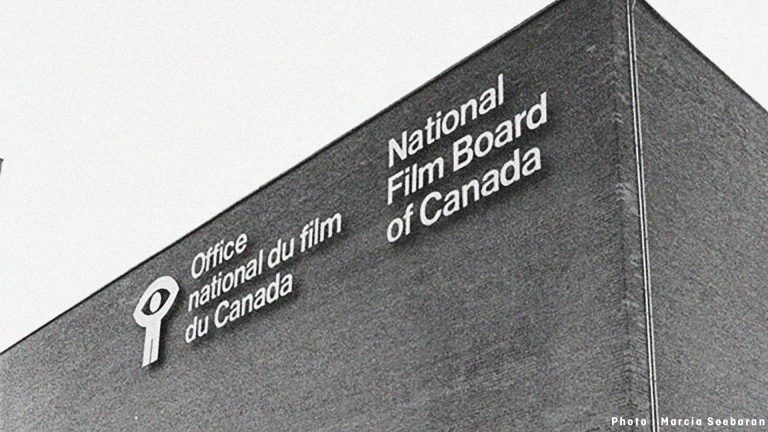 Office
national du film
du Canada
National
Film Board
of Canada
Photo : Marcia Seebaran